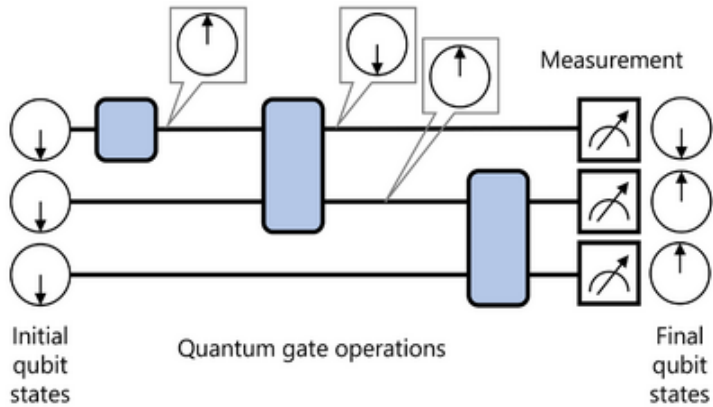 Measurement
Initial
qubit
states
Quantum gate operations
Final
qubit
states